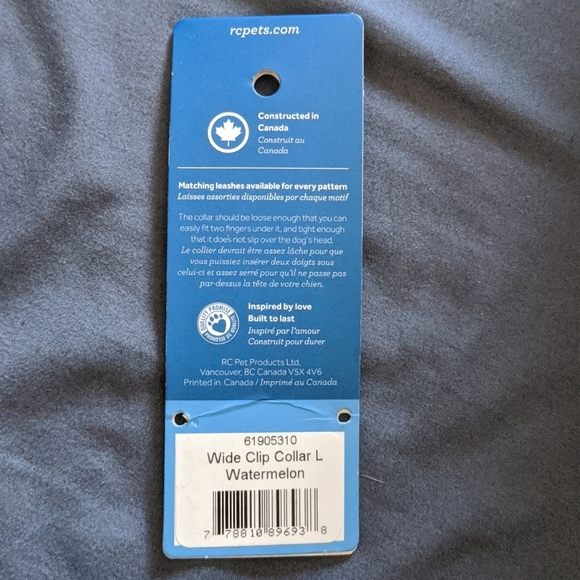 rcpets.com
Constructed in
Canada
Construit au
Canada
Matching leashes available for every pattern
Laisses assorties disponibles por chaque motif
The collar should be loose enough that you can
easily fit two fingers under it, and tight enough
that it does not slip over the dog's head.
Le collier devrait être assez lâche pour que
vous puissiez insérer deux doigts sous
celui-ci et assez serré pour qu'il ne passe pas
par-dessus la tête de votre chien.
QUALITY PROMISE
PROMESSE DE QUALITÉ
Inspired by love
Built to last
Inspiré par l'amour
Construit pour durer
RC Pet Products Ltd.
Vancouver, BC Canada V5X 4V6
Printed in Canada / Imprimé au Canada
61905310
Wide Clip Collar L
Watermelon
7 78810 89693 8